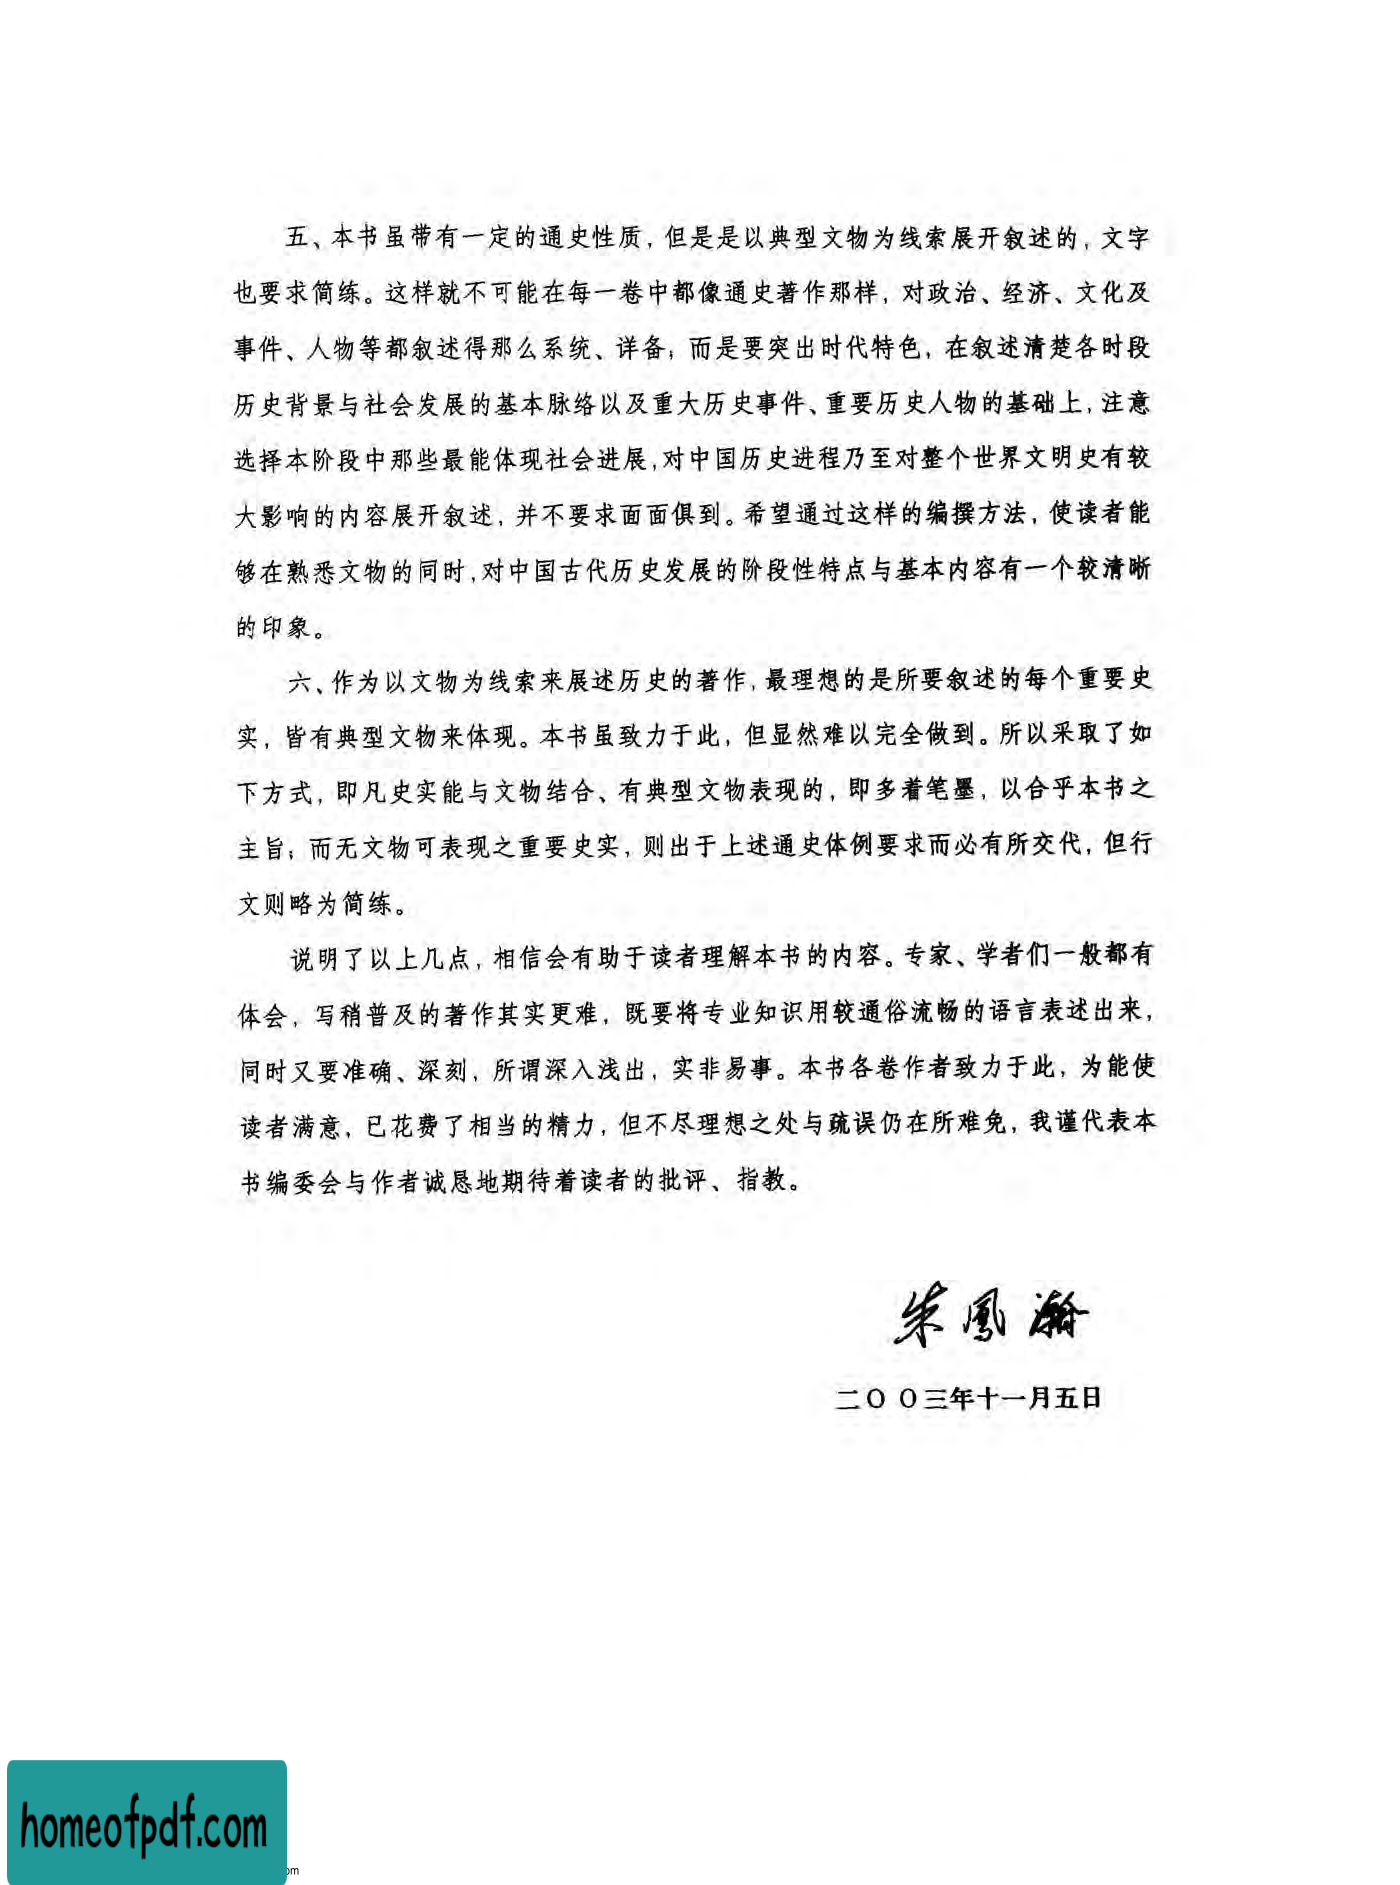 五、本书虽带有一定的通史性质，但是是以典型文物为线索展开叙述的，文字
也要求简练。这样就不可能在每一卷中都像通史著作那样，对政治、经济、文化及
事件、人物等都叙述得那么系统、详备；而是要突出时代特色，在叙述清楚各时段
历史背景与社会发展的基本脉络以及重大历史事件、重要历史人物的基础上，注意
选择本阶段中那些最能体现社会进展，对中国历史进程乃至对整个世界文明史有较
大影响的内容展开叙述，并不要求面面俱到。希望通过这样的编撰方法，使读者能
够在熟悉文物的同时，对中国古代历史发展的阶段性特点与基本内容有一个较清晰
的印象。
六、作为以文物为线索来展述历史的著作，最理想的是所要叙述的每个重要史
实，皆有典型文物来体现。本书虽致力于此，但显然难以完全做到。所以采取了如
下方式，即凡史实能与文物结合、有典型文物表现的，即多着笔墨，以合乎本书之
主旨；而无文物可表现之重要史实，则出于上述通史体例要求而必有所交代，但行
文则略为简练。
说明了以上几点，相信会有助于读者理解本书的内容。专家、学者们一般都有
体会，写稍普及的著作其实更难，既要将专业知识用较通俗流畅的语言表述出来，
同时又要准确、深刻，所谓深入浅出，实非易事。本书各卷作者致力于此，为能使
读者满意，已花费了相当的精力，但不尽理想之处与疏误仍在所难免，我谨代表本
书编委会与作者诚恳地期待着读者的批评、指教。
朱鳳瀚
二〇〇三年十一月五日
homeofpdf.com
om